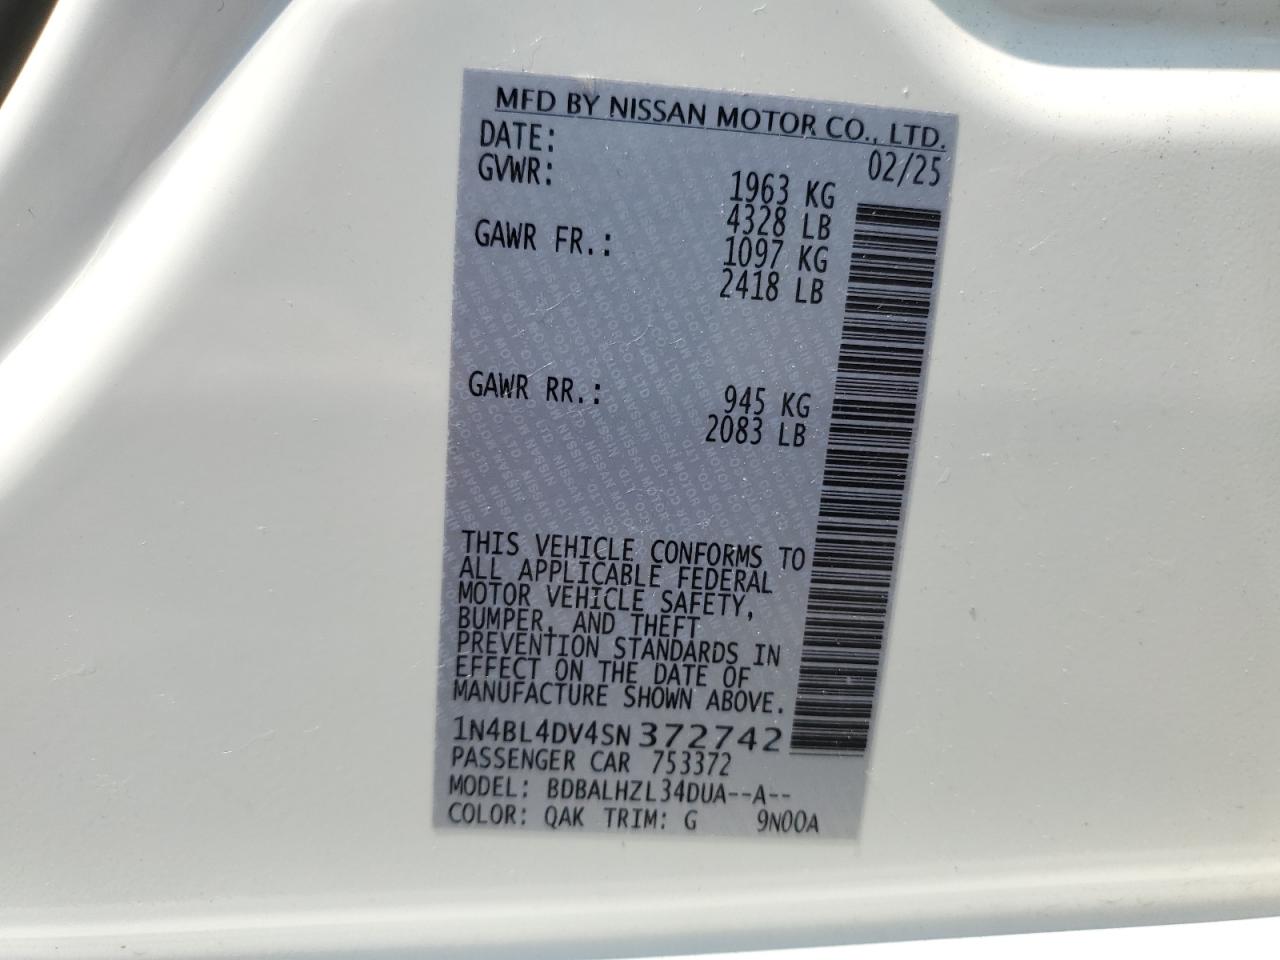 MFD BY NISSAN MOTOR CO., LTD.
DATE: 02/25
GVWR: 1963 KG
4328 LB
GAWR FR.: 1097 KG
2418 LB
GAWR RR.: 945 KG
2083 LB
THIS VEHICLE CONFORMS TO
ALL APPLICABLE FEDERAL
MOTOR VEHICLE SAFETY,
BUMPER, AND THEFT
PREVENTION STANDARDS IN
EFFECT ON THE DATE OF
MANUFACTURE SHOWN ABOVE.
1N4BL4DV4SN372742
PASSENGER CAR 753372
MODEL: BDBALHZL34DUA--A--
COLOR: QAK TRIM: G 9N00A